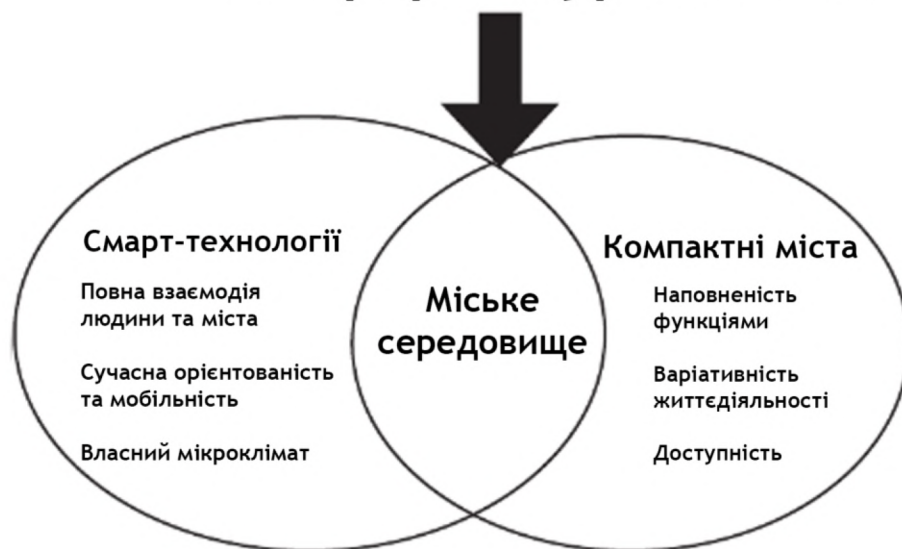 Смарт-технології
Повна взаємодія
людини та міста
Сучасна орієнтованість
та мобільність
Власний мікроклімат
Міське
середовище
Компактні міста
Наповненість
функціями
Варіативність
життєдіяльності
Доступність